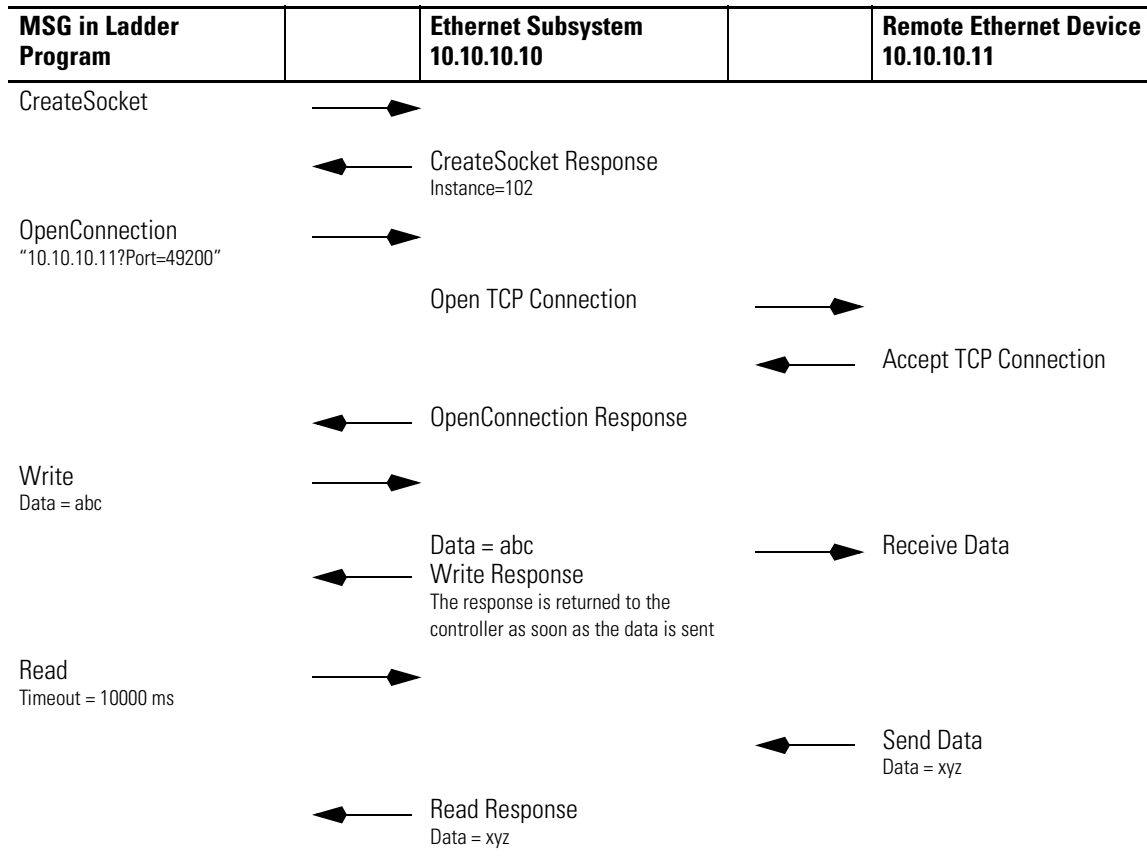 MSG in Ladder
Program
Ethernet Subsystem
10.10.10.10
Remote Ethernet Device
10.10.10.11
CreateSocket
CreateSocket Response
Instance=102
OpenConnection
“10.10.10.11?Port=49200”
Open TCP Connection
Accept TCP Connection
OpenConnection Response
Write
Data = abc
Data = abc
Receive Data
Write Response
The response is returned to the
controller as soon as the data is sent
Read
Timeout = 10000 ms
Send Data
Data = xyz
Read Response
Data = xyz